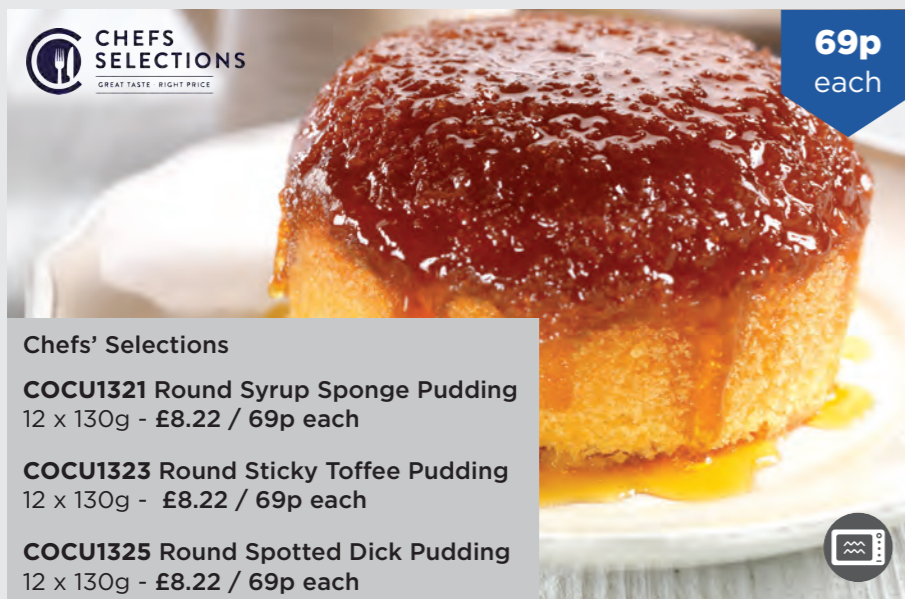 CHEFS
SELECTIONS
GREAT TASTE · RIGHT PRICE
69p
each
Chefs’ Selections
COCU1321 Round Syrup Sponge Pudding
12 x 130g - £8.22 / 69p each
COCU1323 Round Sticky Toffee Pudding
12 x 130g - £8.22 / 69p each
COCU1325 Round Spotted Dick Pudding
12 x 130g - £8.22 / 69p each